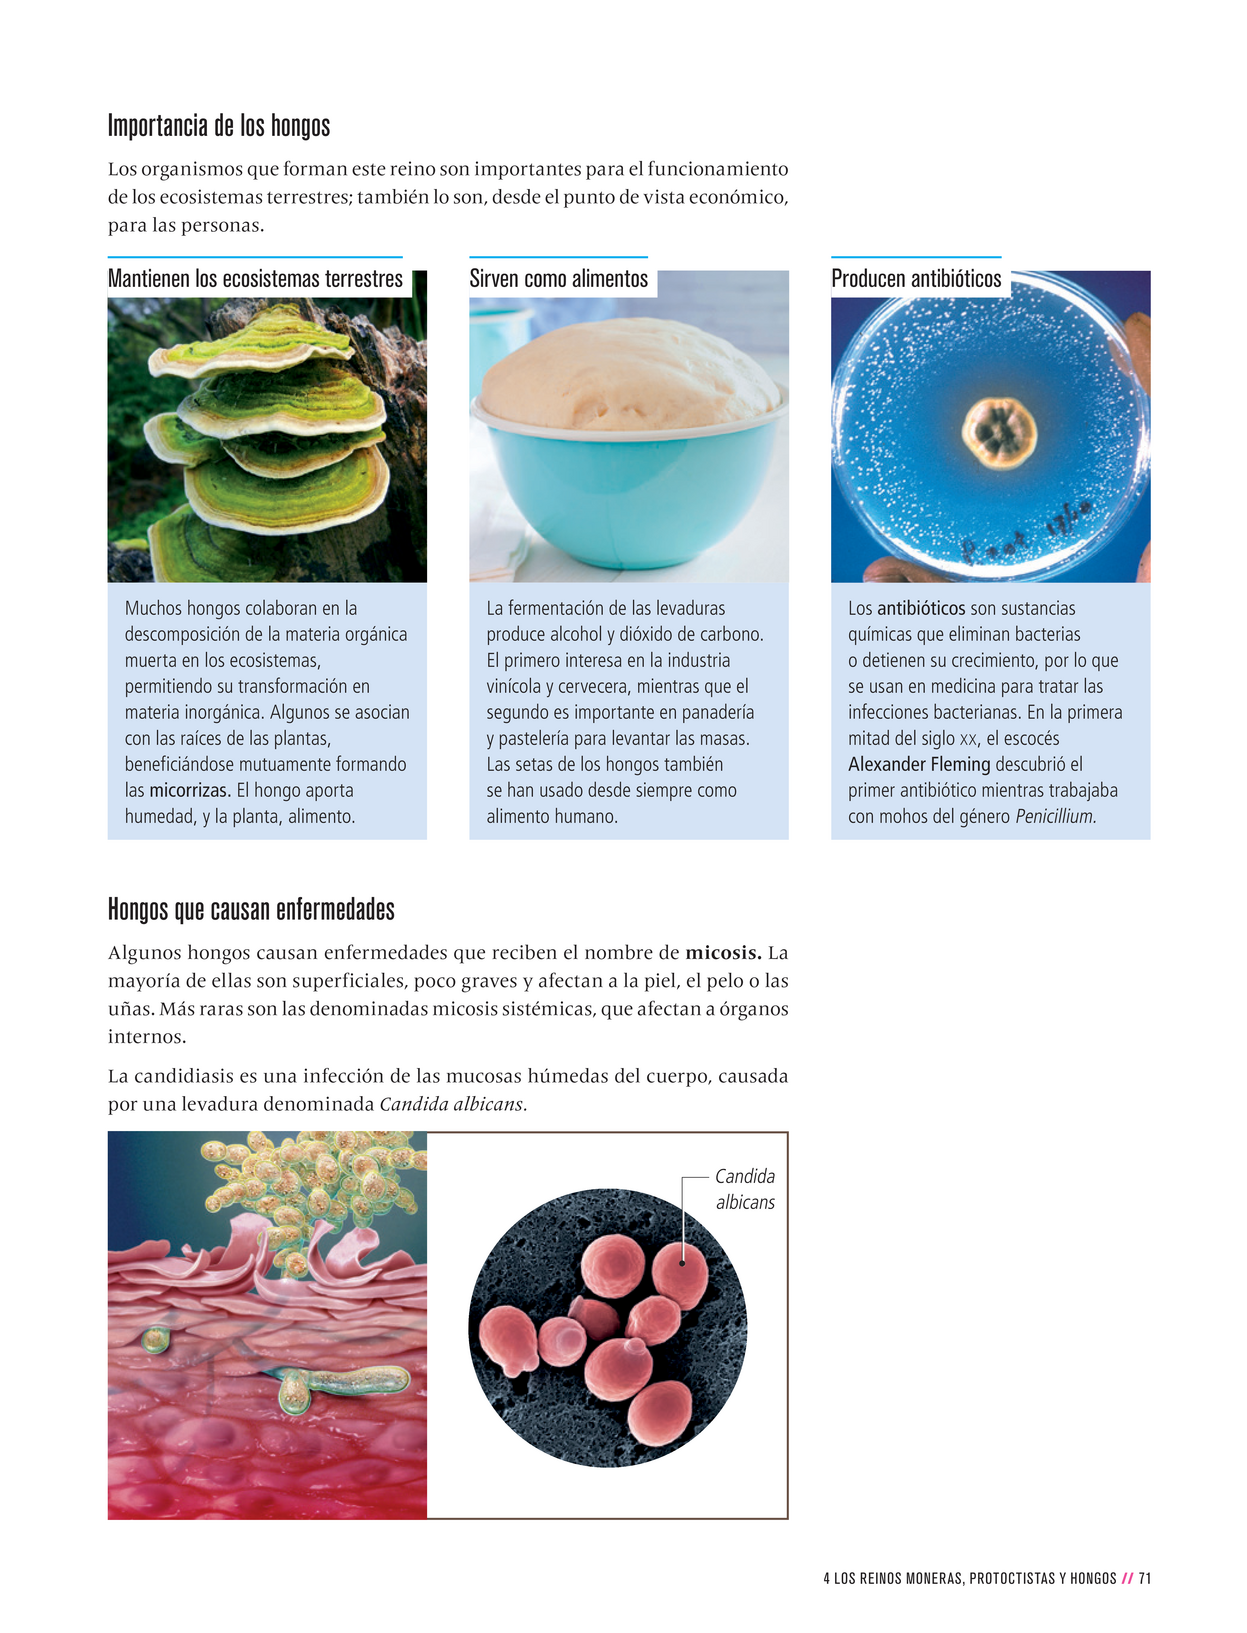 Importancia de los hongos
Los organismos que forman este reino son importantes para el funcionamiento
de los ecosistemas terrestres; también lo son, desde el punto de vista económico,
para las personas.
Mantienen los ecosistemas terrestres
Muchos hongos colaboran en la
descomposición de la materia orgánica
muerta en los ecosistemas,
permitiendo su transformación en
materia inorgánica. Algunos se asocian
con las raíces de las plantas,
beneficiándose mutuamente formando
las micorrizas. El hongo aporta
humedad, y la planta, alimento.
Sirven como alimentos
La fermentación de las levaduras
produce alcohol y dióxido de carbono.
El primero interesa en la industria
vinícola y cervecera, mientras que el
segundo es importante en panadería
y pastelería para levantar las masas.
Las setas de los hongos también
se han usado desde siempre como
alimento humano.
Producen antibióticos
Los antibióticos son sustancias
químicas que eliminan bacterias
o detienen su crecimiento, por lo que
se usan en medicina para tratar las
infecciones bacterianas. En la primera
mitad del siglo XX, el escocés
Alexander Fleming descubrió el
primer antibiótico mientras trabajaba
con mohos del género Penicillium.
Hongos que causan enfermedades
Algunos hongos causan enfermedades que reciben el nombre de micosis. La
mayoría de ellas son superficiales, poco graves y afectan a la piel, el pelo o las
uñas. Más raras son las denominadas micosis sistémicas, que afectan a órganos
internos.
La candidiasis es una infección de las mucosas húmedas del cuerpo, causada
por una levadura denominada Candida albicans.
Candida
albicans
4 LOS REINOS MONERAS, PROTOCTISTAS Y HONGOS // 71